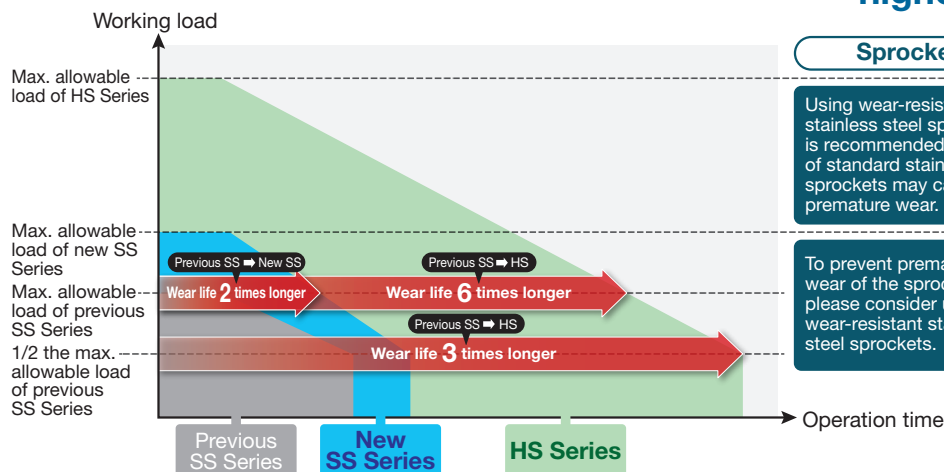 highe
Working load
Max. allowable
load of HS Series
Sprocke
Using wear-resis
stainless steel sp
is recommended
of standard stain
sprockets may ca
premature wear.
Max. allowable
load of new SS
Series
Previous SS ➡ New SS
Previous SS ➡ HS
Wear life 2 times longer
Wear life 6 times longer
Max. allowable
load of previous
SS Series
To prevent prema
wear of the sproc
please consider u
wear-resistant sta
steel sprockets.
Previous SS ➡ HS
Wear life 3 times longer
1/2 the max.
allowable load
of previous
SS Series
Operation time
Previous
SS Series
New
SS Series
HS Series